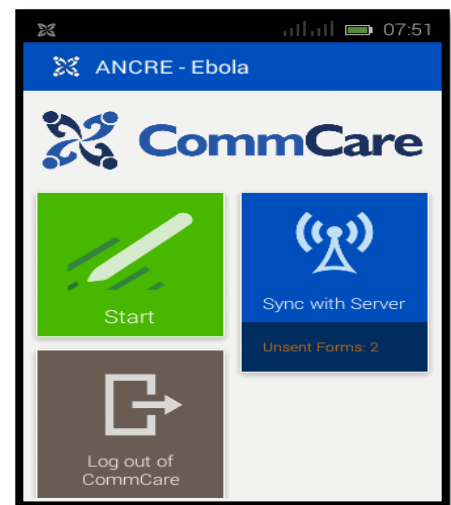 07:51
ANCRE - Ebola
CommCare
Start
Sync with Server
Unsent Forms: 2
Log out of
CommCare